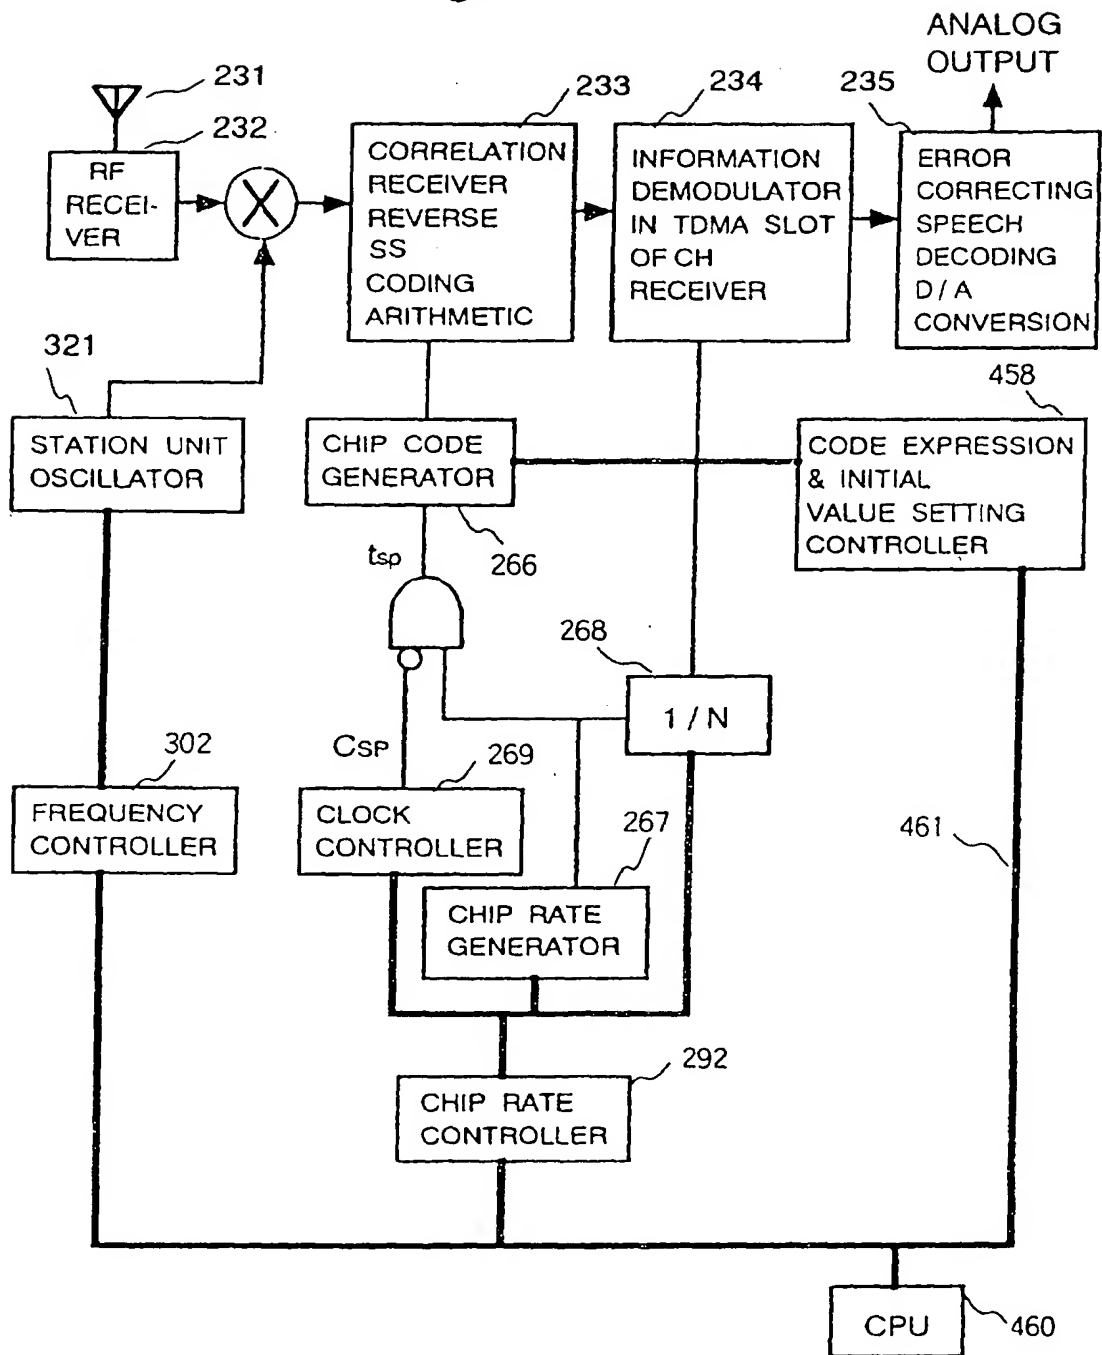 ANALOG
OUTPUT
231
232
233
234
235
RF
RECEI-
VER
X
CORRELATION
RECEIVER
REVERSE
SS
CODING
ARITHMETIC
INFORMATION
DEMODULATOR
IN TDMA SLOT
OF CH
RECEIVER
ERROR
CORRECTING
SPEECH
DECODING
D/A
CONVERSION
321
STATION UNIT
OSCILLATOR
CHIP CODE
GENERATOR
266
458
CODE EXPRESSION
& INITIAL
VALUE SETTING
CONTROLLER
tsp
268
1/N
CSP
302
FREQUENCY
CONTROLLER
269
CLOCK
CONTROLLER
267
CHIP RATE
GENERATOR
461
292
CHIP RATE
CONTROLLER
CPU
460